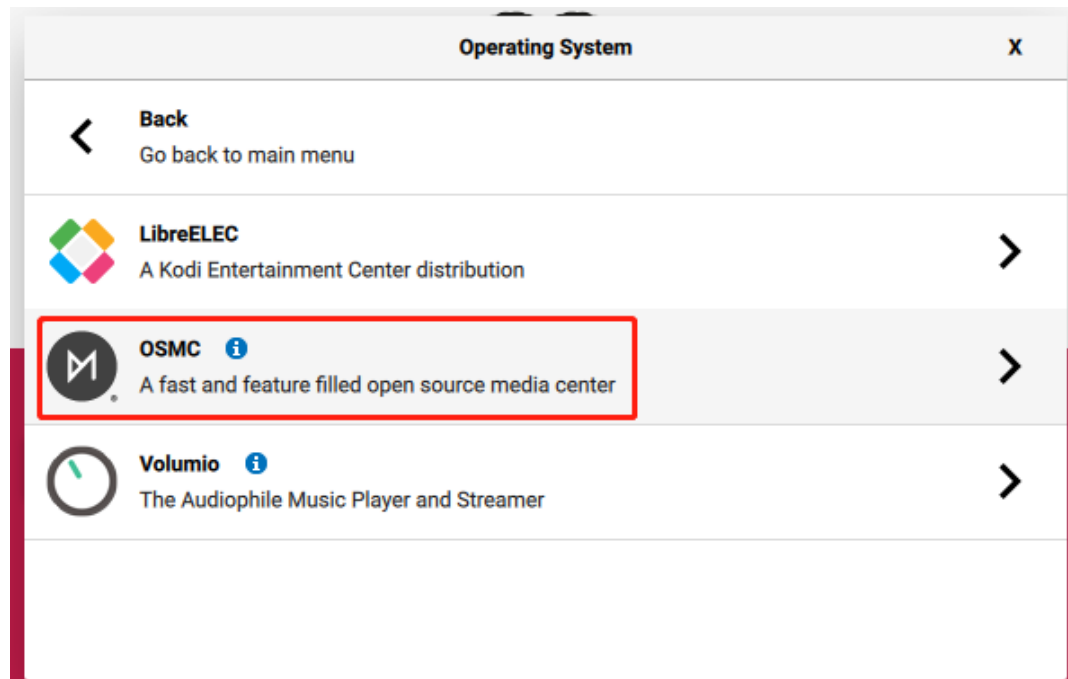 Operating System X
Back
Go back to main menu
LibreELEC
A Kodi Entertainment Center distribution
OSMC
A fast and feature filled open source media center
Volumio
The Audiophile Music Player and Streamer